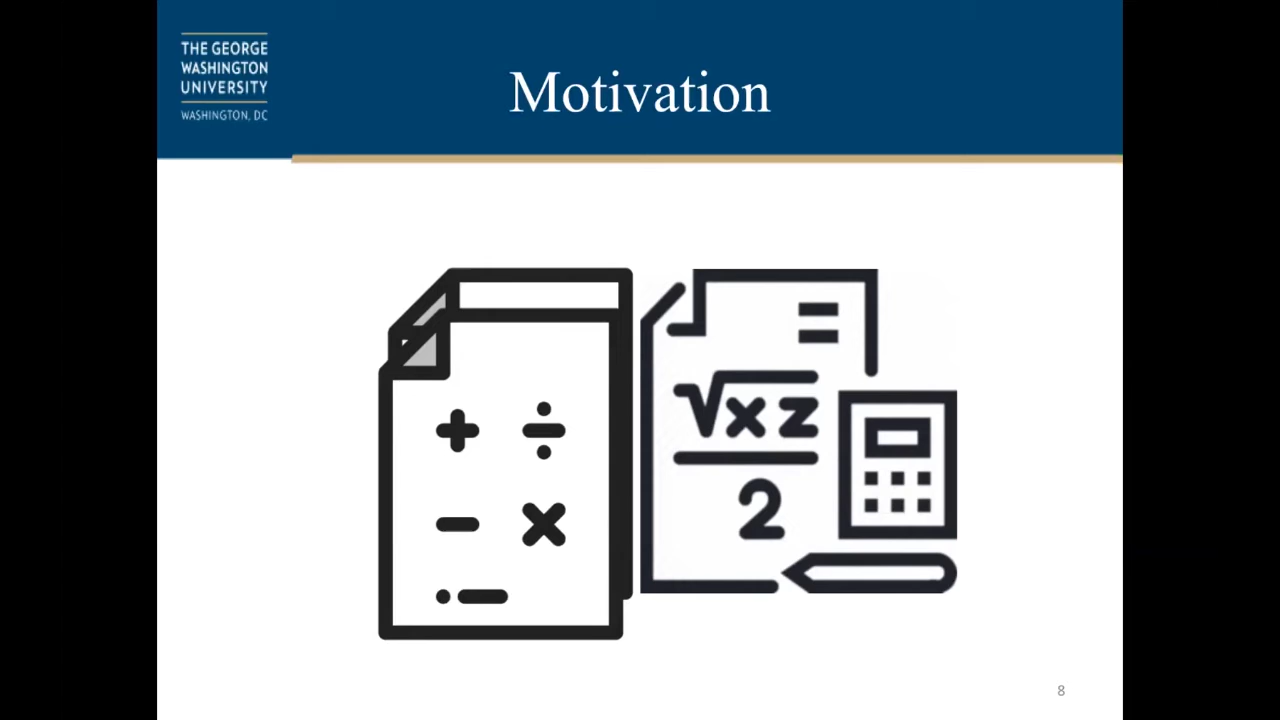 THE GEORGE
WASHINGTON
UNIVERSITY
WASHINGTON, DC
Motivation
+ ÷
- ×
=
√xz
2
8